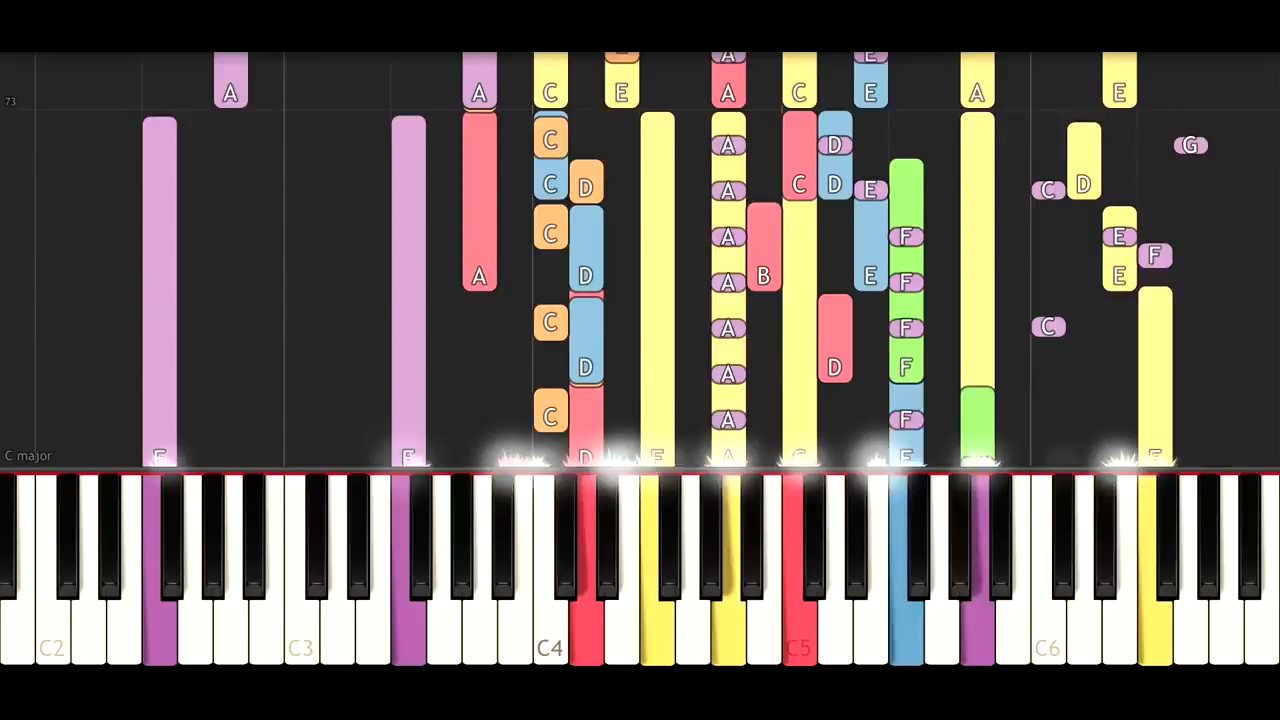 A A C E A A C E E A E
73
C A D G
C D A C D E C D
C A F E F
A D B E A F E
C A F C
D A D F
C A F
C major E F D F A C F F
C2 C3 C4 C5 C6